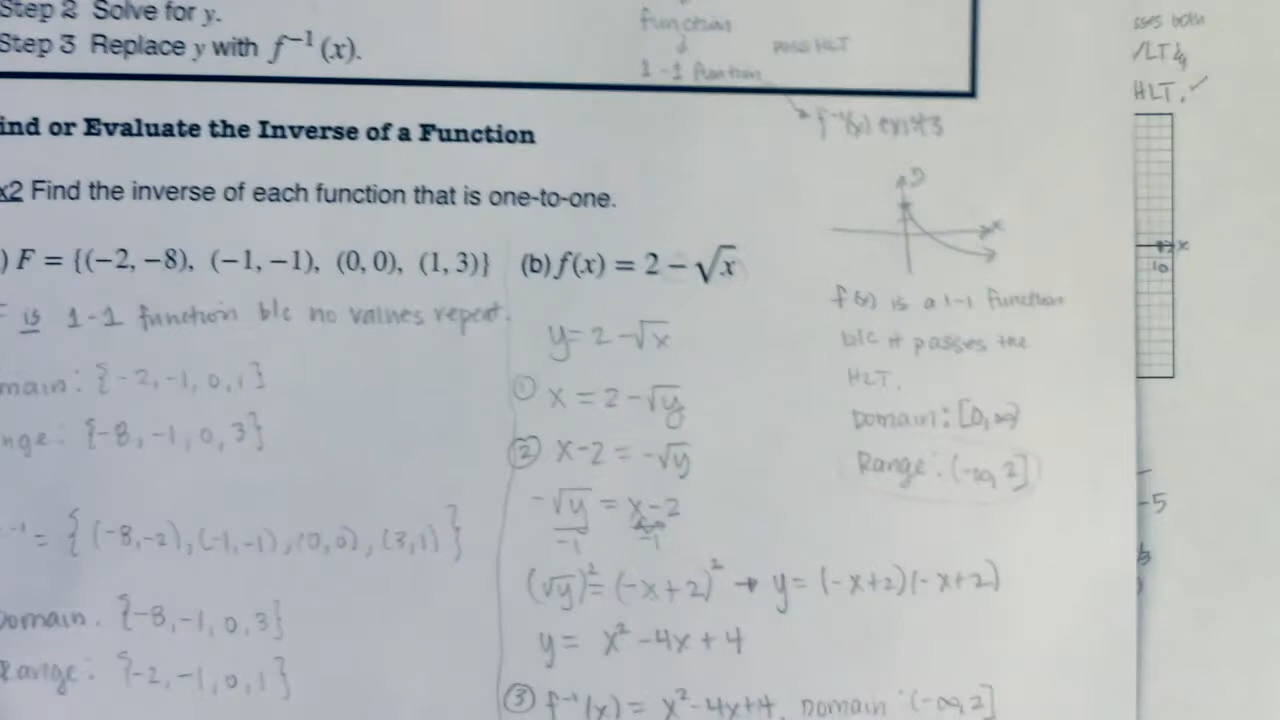 Step 2 Solve for y.
Step 3 Replace y with f⁻¹(x).
function
↓
1-1 function
pass HLT
f⁻¹(x) exists
sses both
VLT &
HLT. ✓
ind or Evaluate the Inverse of a Function
x2 Find the inverse of each function that is one-to-one.
) F = {(−2, −8), (−1, −1), (0, 0), (1, 3)} (b) f(x) = 2 − √x
is 1-1 function b/c no values repeat.
main: {-2,-1,0,1}
nge: {-8,-1,0,3}
⁻¹ = {(-8,-2),(-1,-1),(0,0),(3,1)}
Domain: {-8,-1,0,3}
Range: {-2,-1,0,1}
y = 2-√x
① x = 2-√y
② x-2 = -√y
-√y = x-2
-1 -1
(√y)² = (-x+2)² → y = (-x+2)(-x+2)
y = x² -4x + 4
③ f⁻¹(x) = x²-4x+4, Domain: (-∞,2]
y
x
f(x) is a 1-1 function
b/c it passes the
HLT.
Domain: [0,∞)
Range: (-∞,2]
x
10
-5